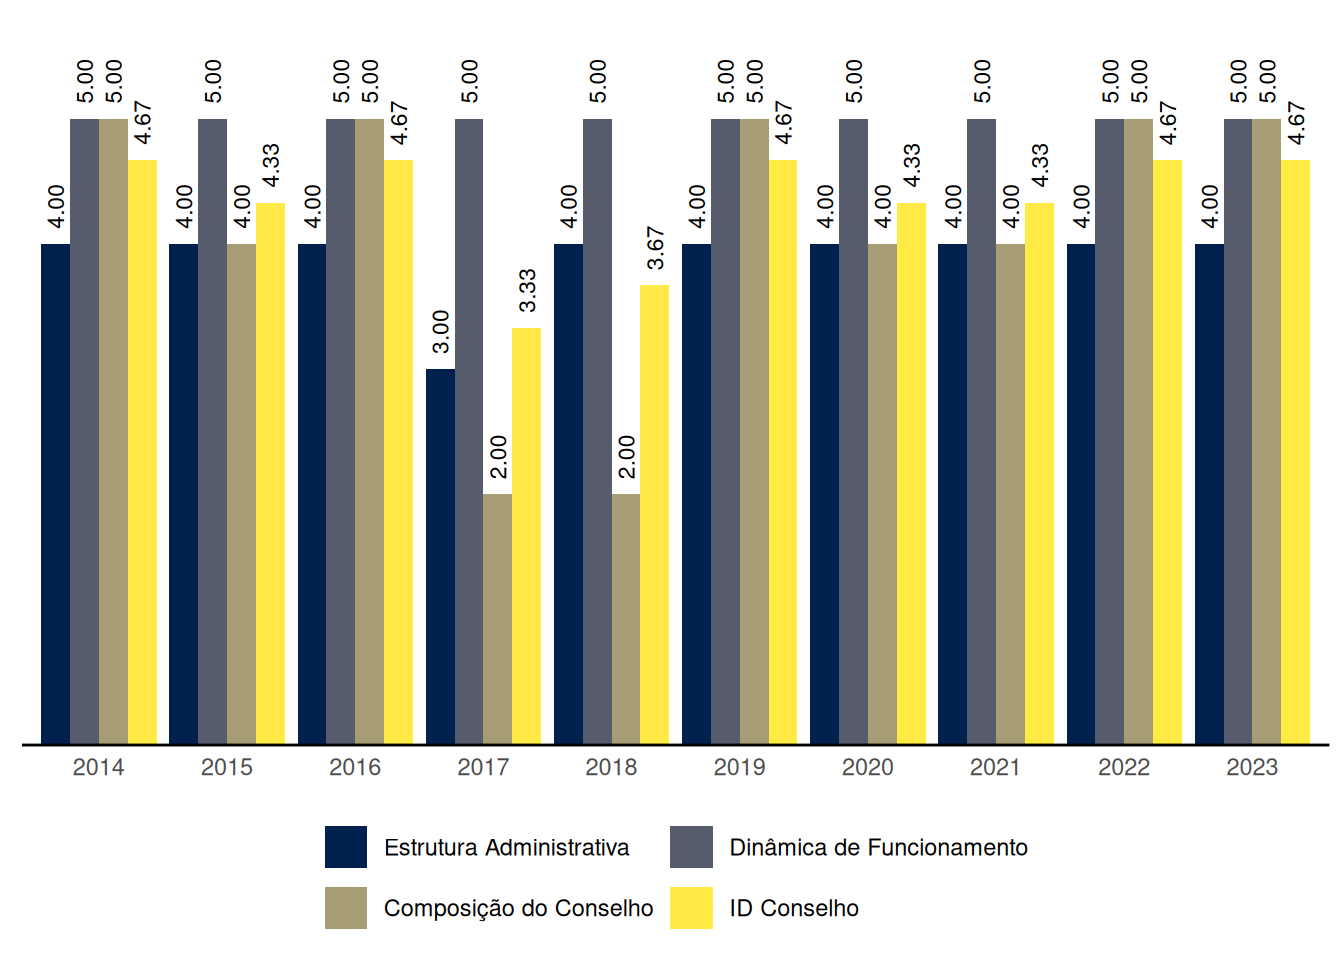 4.00 5.00 5.00 4.67 4.00 5.00 4.00 4.33 4.00 5.00 5.00 4.67 3.00 5.00 2.00 3.33 4.00 5.00 2.00 3.67 4.00 5.00 5.00 4.67 4.00 5.00 4.00 4.33 4.00 5.00 4.00 4.33 4.00 5.00 5.00 4.67 4.00 5.00 5.00 4.67
2014 2015 2016 2017 2018 2019 2020 2021 2022 2023
Estrutura Administrativa Dinâmica de Funcionamento
Composição do Conselho ID Conselho